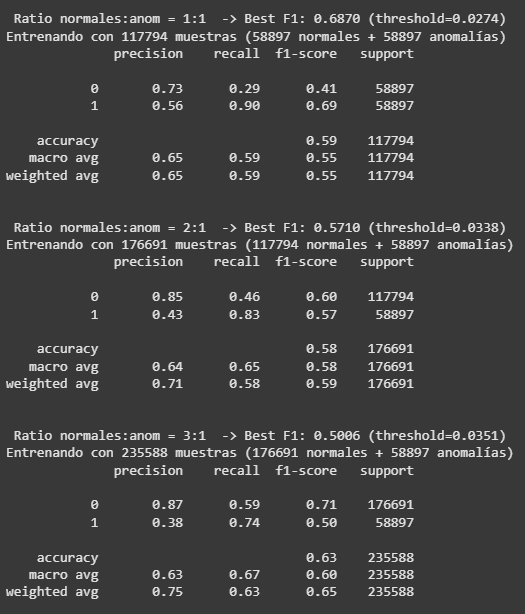 Ratio normales:anom = 1:1  -> Best F1: 0.6870 (threshold=0.0274)
Entrenando con 117794 muestras (58897 normales + 58897 anomalías)
              precision    recall  f1-score   support

           0       0.73      0.29      0.41     58897
           1       0.56      0.90      0.69     58897

    accuracy                           0.59    117794
   macro avg       0.65      0.59      0.55    117794
weighted avg       0.65      0.59      0.55    117794

Ratio normales:anom = 2:1  -> Best F1: 0.5710 (threshold=0.0338)
Entrenando con 176691 muestras (117794 normales + 58897 anomalías)
              precision    recall  f1-score   support

           0       0.85      0.46      0.60    117794
           1       0.43      0.83      0.57     58897

    accuracy                           0.58    176691
   macro avg       0.64      0.65      0.58    176691
weighted avg       0.71      0.58      0.59    176691

Ratio normales:anom = 3:1  -> Best F1: 0.5006 (threshold=0.0351)
Entrenando con 235588 muestras (176691 normales + 58897 anomalías)
              precision    recall  f1-score   support

           0       0.87      0.59      0.71    176691
           1       0.38      0.74      0.50     58897

    accuracy                           0.63    235588
   macro avg       0.63      0.67      0.60    235588
weighted avg       0.75      0.63      0.65    235588